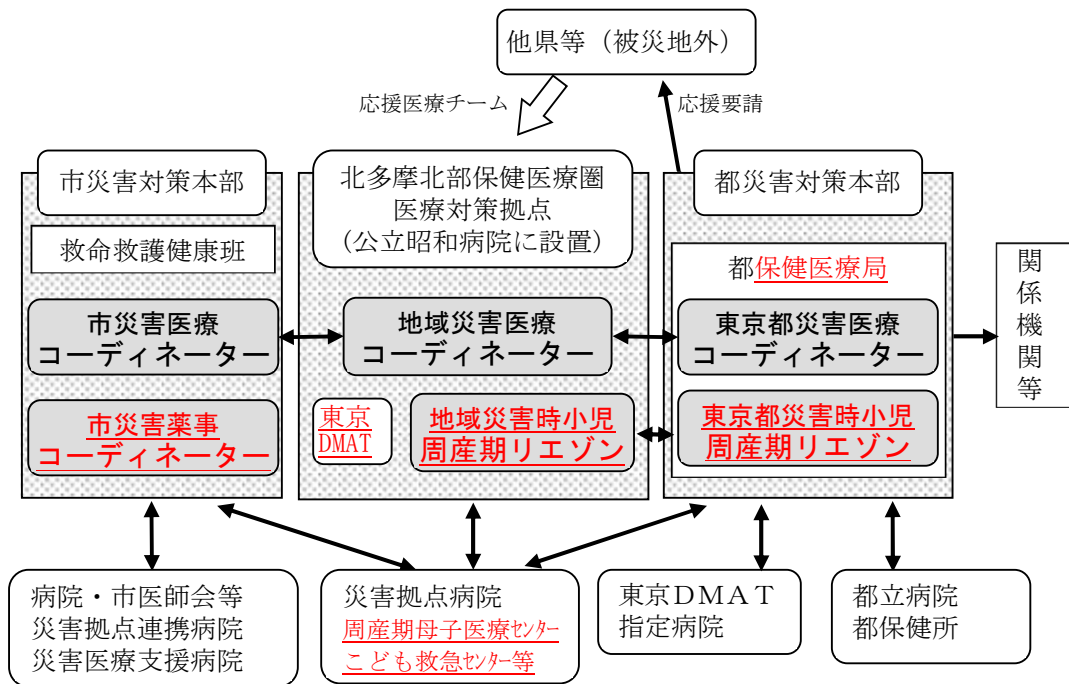 他県等（被災地外）
応援医療チーム
応援要請
市災害対策本部
救命救護健康班
市災害医療
コーディネーター
市災害薬事
コーディネーター
北多摩北部保健医療圏
医療対策拠点
（公立昭和病院に設置）
地域災害医療
コーディネーター
東京
DMAT
地域災害時小児
周産期リエゾン
都災害対策本部
都保健医療局
東京都災害医療
コーディネーター
東京都災害時小児
周産期リエゾン
関係機関等
病院・市医師会等
災害拠点連携病院
災害医療支援病院
災害拠点病院
周産期母子医療ｾﾝﾀｰ
こども救急ｾﾝﾀｰ等
東京ＤＭＡＴ
指定病院
都立病院
都保健所